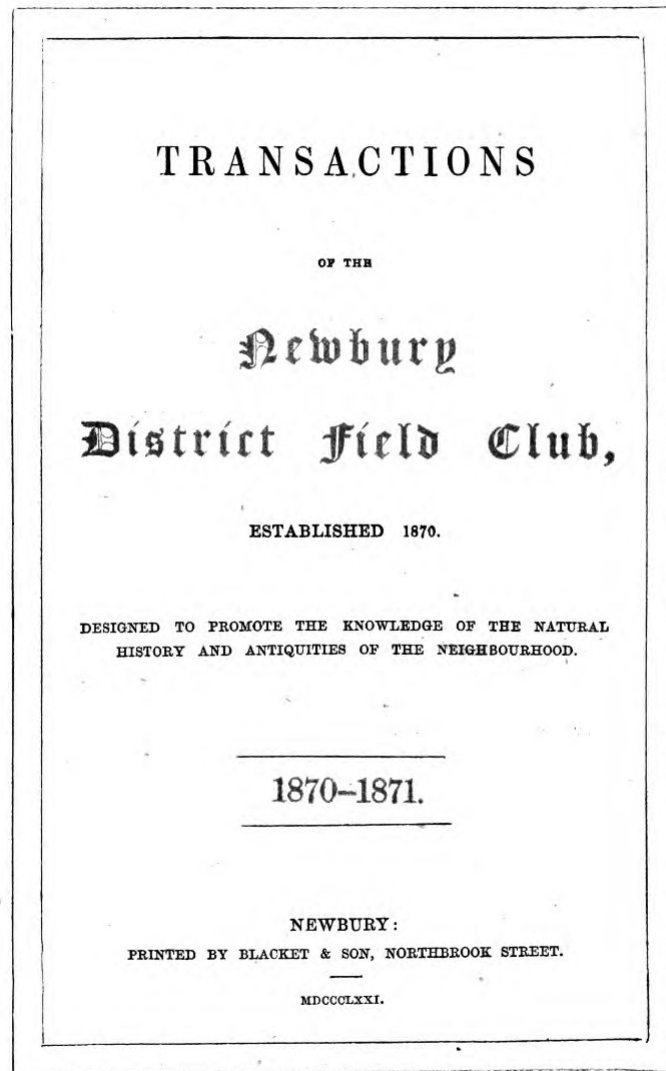 TRANSACTIONS
OF THE
Newbury
District Field Club,
ESTABLISHED 1870.
DESIGNED TO PROMOTE THE KNOWLEDGE OF THE NATURAL
HISTORY AND ANTIQUITIES OF THE NEIGHBOURHOOD.
1870-1871.
NEWBURY:
PRINTED BY BLACKET & SON, NORTHBROOK STREET.
MDCCCLXXI.